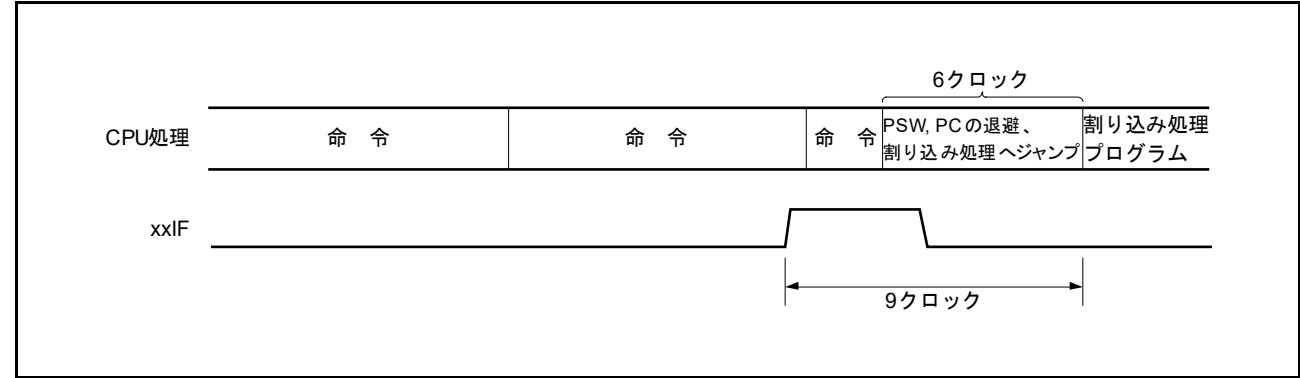 6クロック
CPU処理
命 令
命 令
命 令
PSW, PCの退避、
割り込み処理へジャンプ
割り込み処理
プログラム
xxIF
9クロック